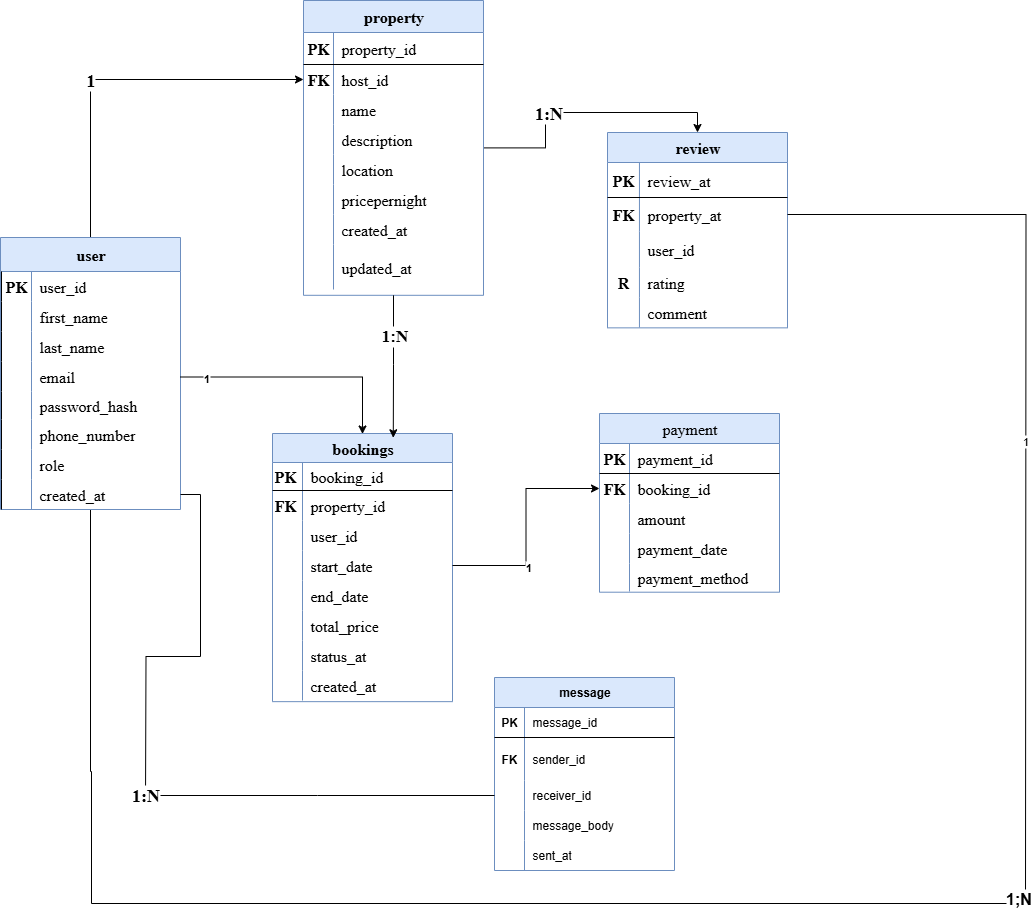 property
PK property_id
FK host_id
name
description
location
pricepernight
created_at
updated_at
1
1:N
review
PK review_at
FK property_at
user_id
R rating
comment
user
PK user_id
first_name
last_name
email
password_hash
phone_number
role
created_at
1:N
1
bookings
PK booking_id
FK property_id
user_id
start_date
end_date
total_price
status_at
created_at
payment
PK payment_id
FK booking_id
amount
payment_date
payment_method
1
1
message
PK message_id
FK sender_id
receiver_id
message_body
sent_at
1:N
1;N